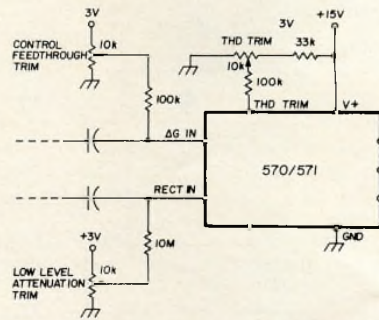 3V
CONTROL
FEEDTHROUGH
TRIM
10k
100k
ΔG IN
RECT IN
10M
+3V
LOW LEVEL
ATTENUATION
TRIM
10k
3V
+15V
THD TRIM
33k
10k
100k
THD TRIM
V+
570/571
GND